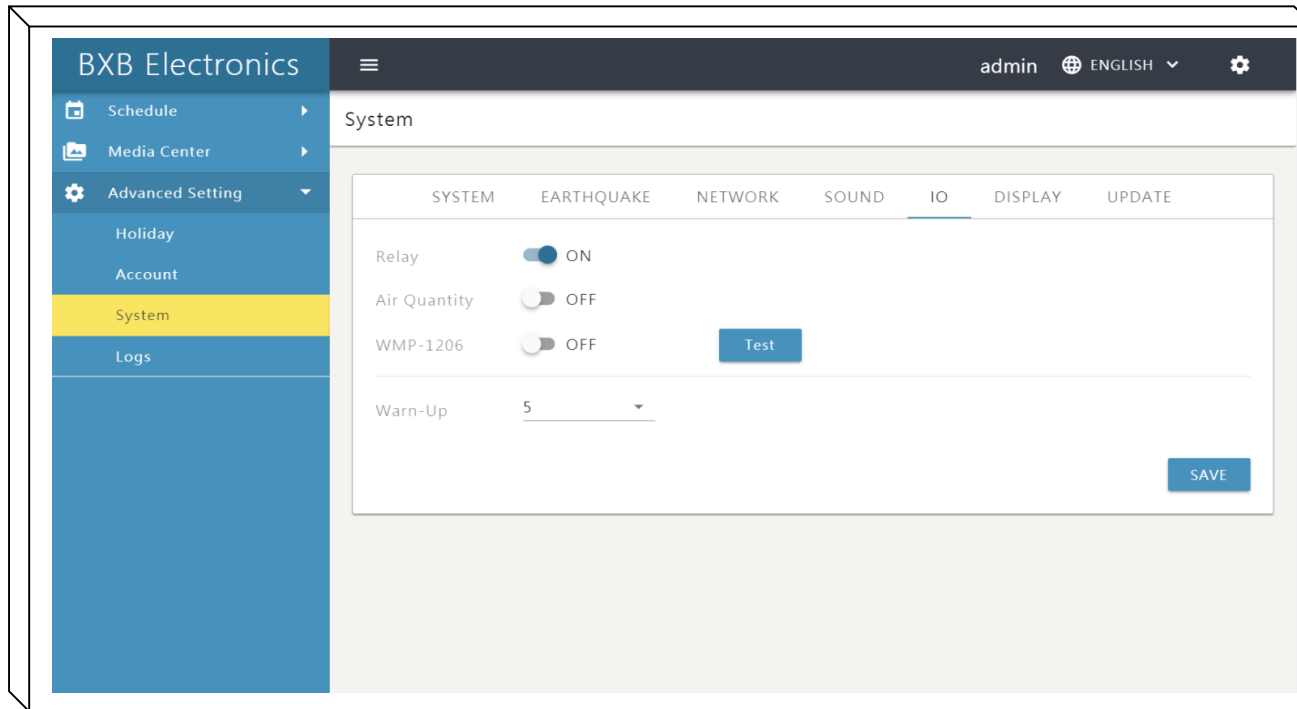 BXB Electronics
admin ENGLISH
Schedule
Media Center
Advanced Setting
Holiday
Account
System
Logs
System
SYSTEM EARTHQUAKE NETWORK SOUND IO DISPLAY UPDATE
Relay ON
Air Quantity OFF
WMP-1206 OFF Test
Warn-Up 5
SAVE